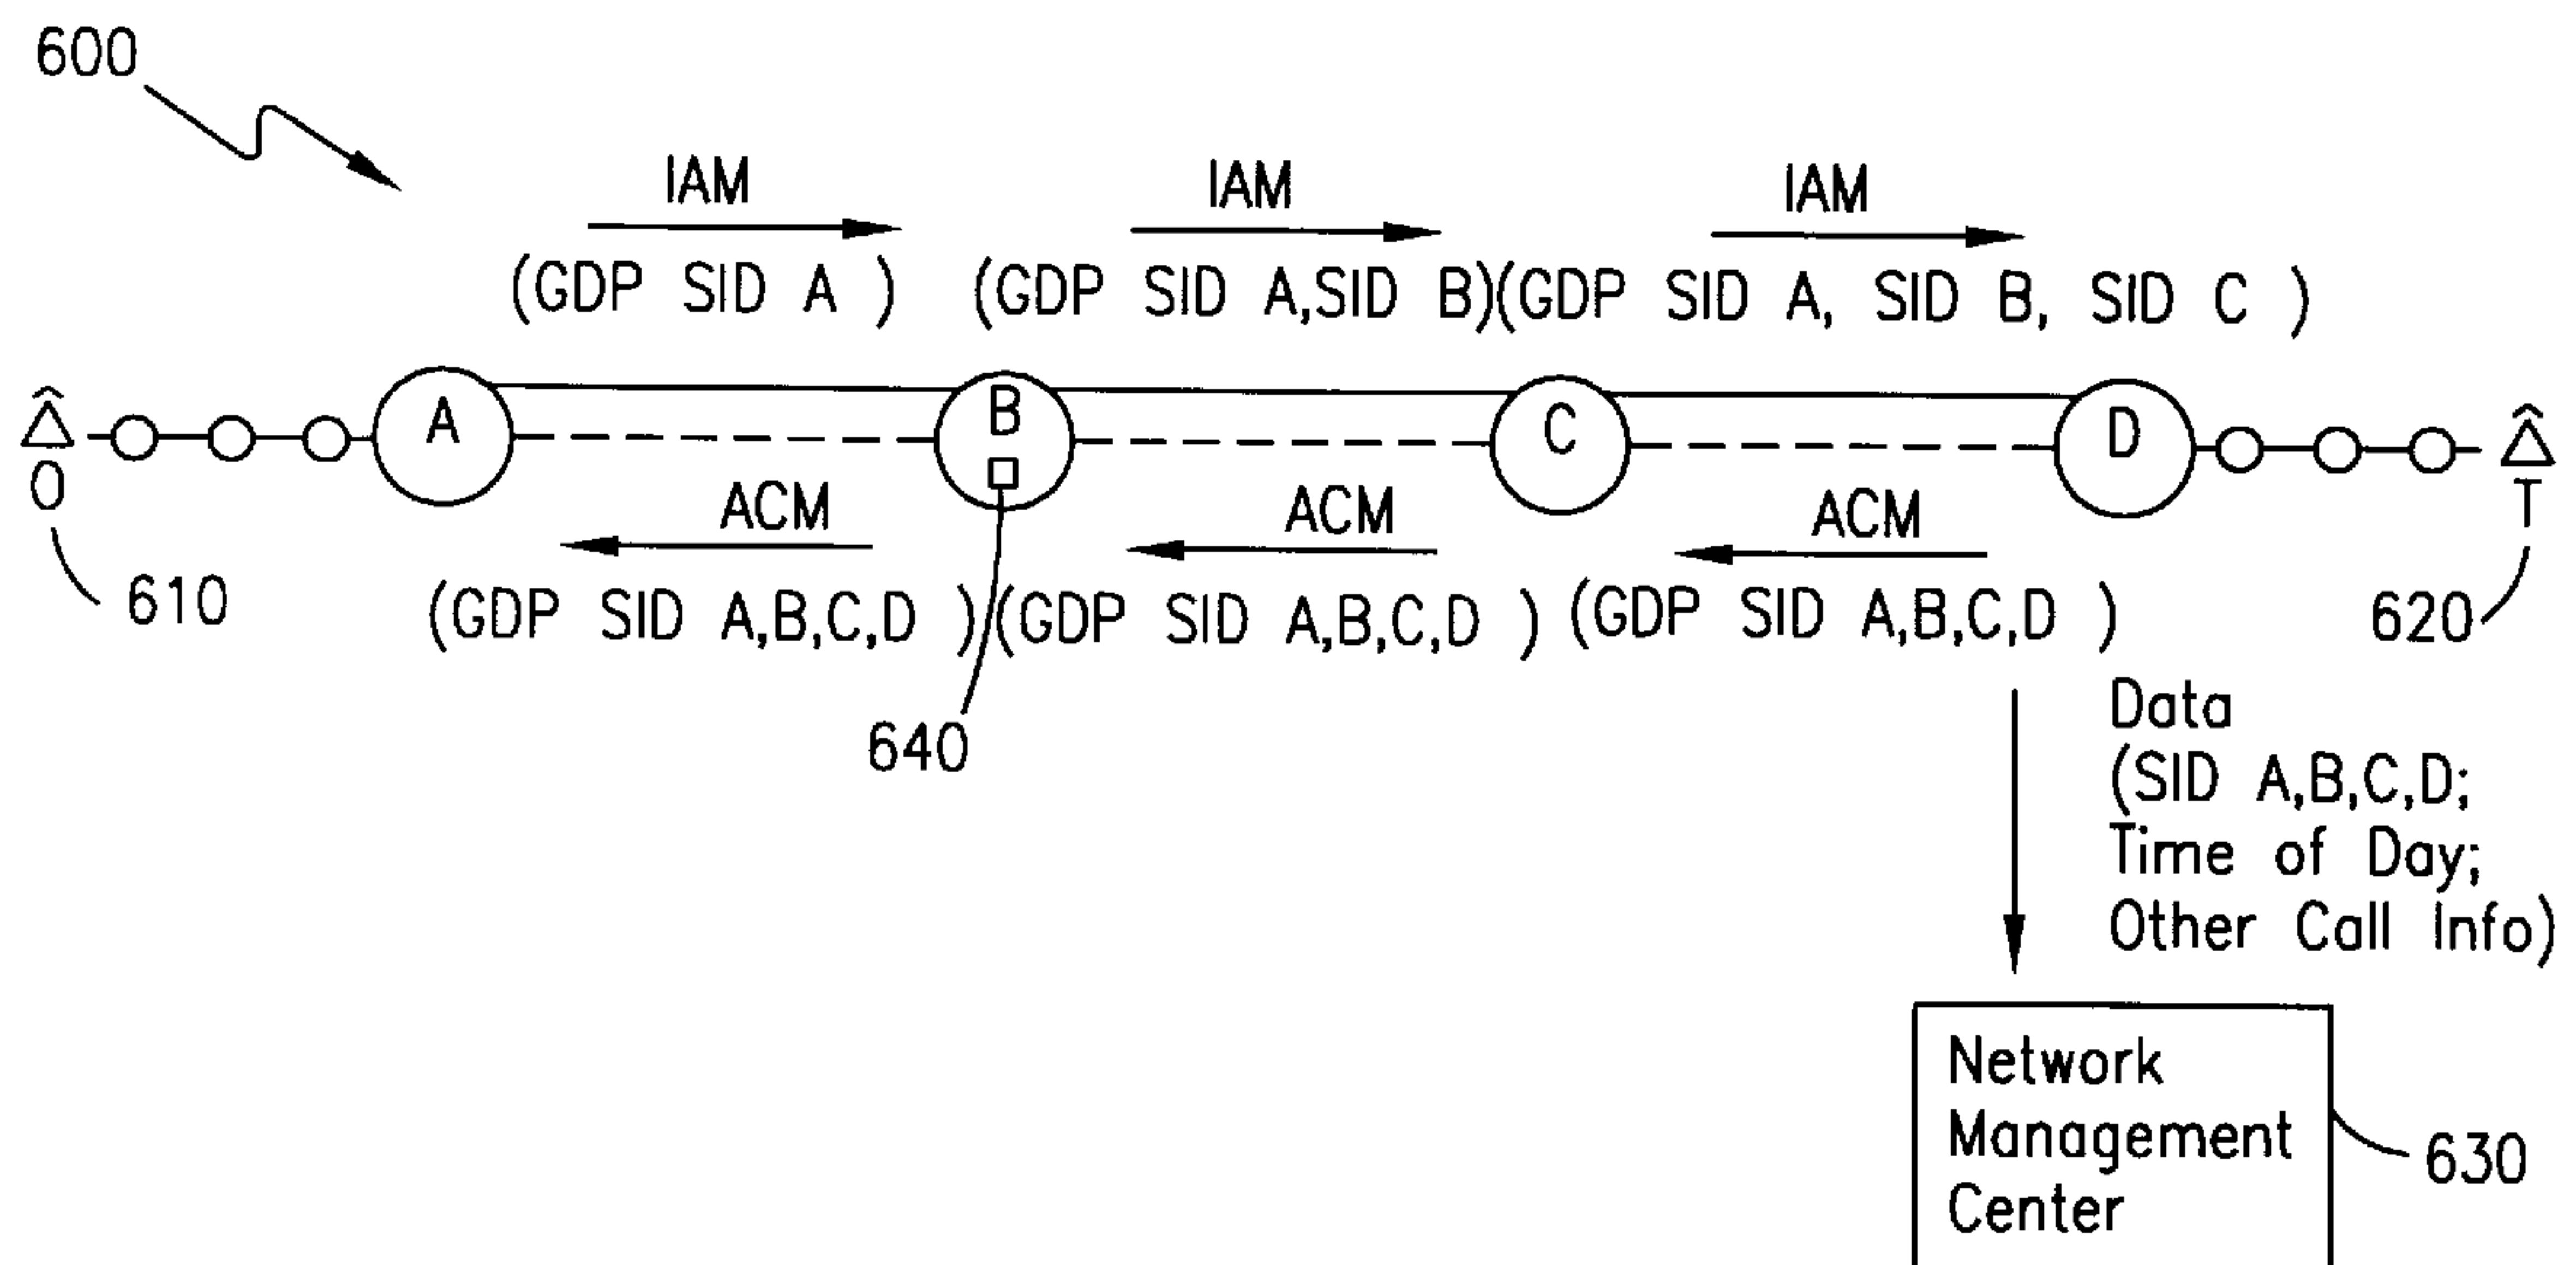 600
IAM IAM IAM
(GDP SID A ) (GDP SID A,SID B)(GDP SID A, SID B, SID C )
A B C D
O T
ACM ACM ACM
610 (GDP SID A,B,C,D )(GDP SID A,B,C,D ) (GDP SID A,B,C,D ) 620
640
Data
(SID A,B,C,D;
Time of Day;
Other Call Info)
Network
Management
Center
630